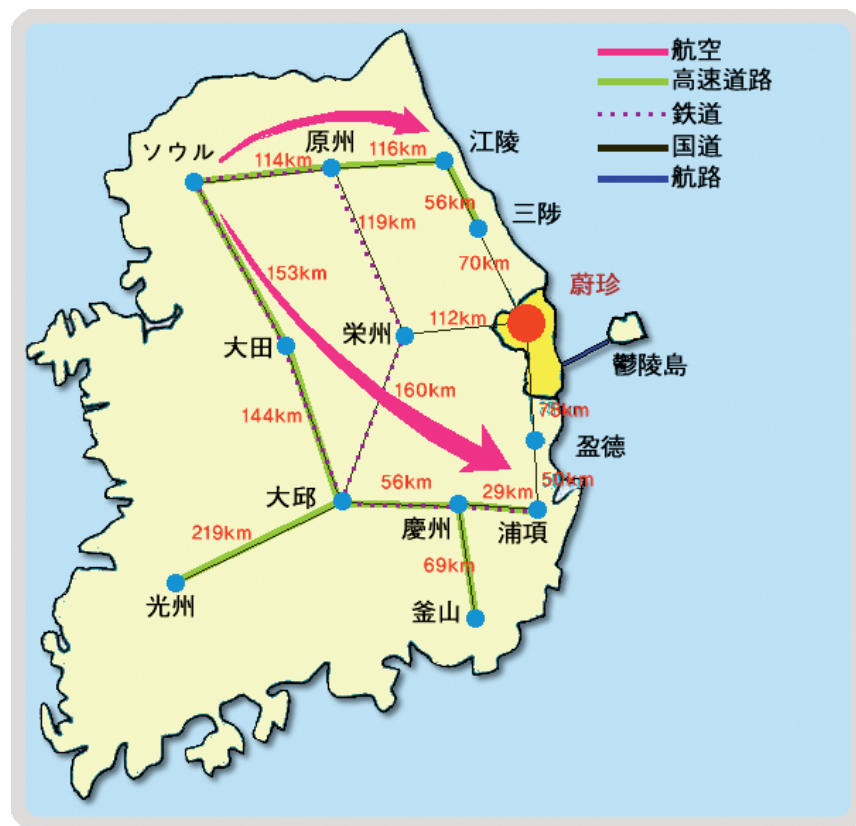 航空
高速道路
鉄道
国道
航路
ソウル
原州
江陵
114km
116km
56km
三陟
119km
70km
153km
蔚珍
112km
栄州
大田
鬱陵島
160km
78km
144km
盈德
56km
50km
大邱
29km
慶州
浦項
219km
69km
光州
釜山